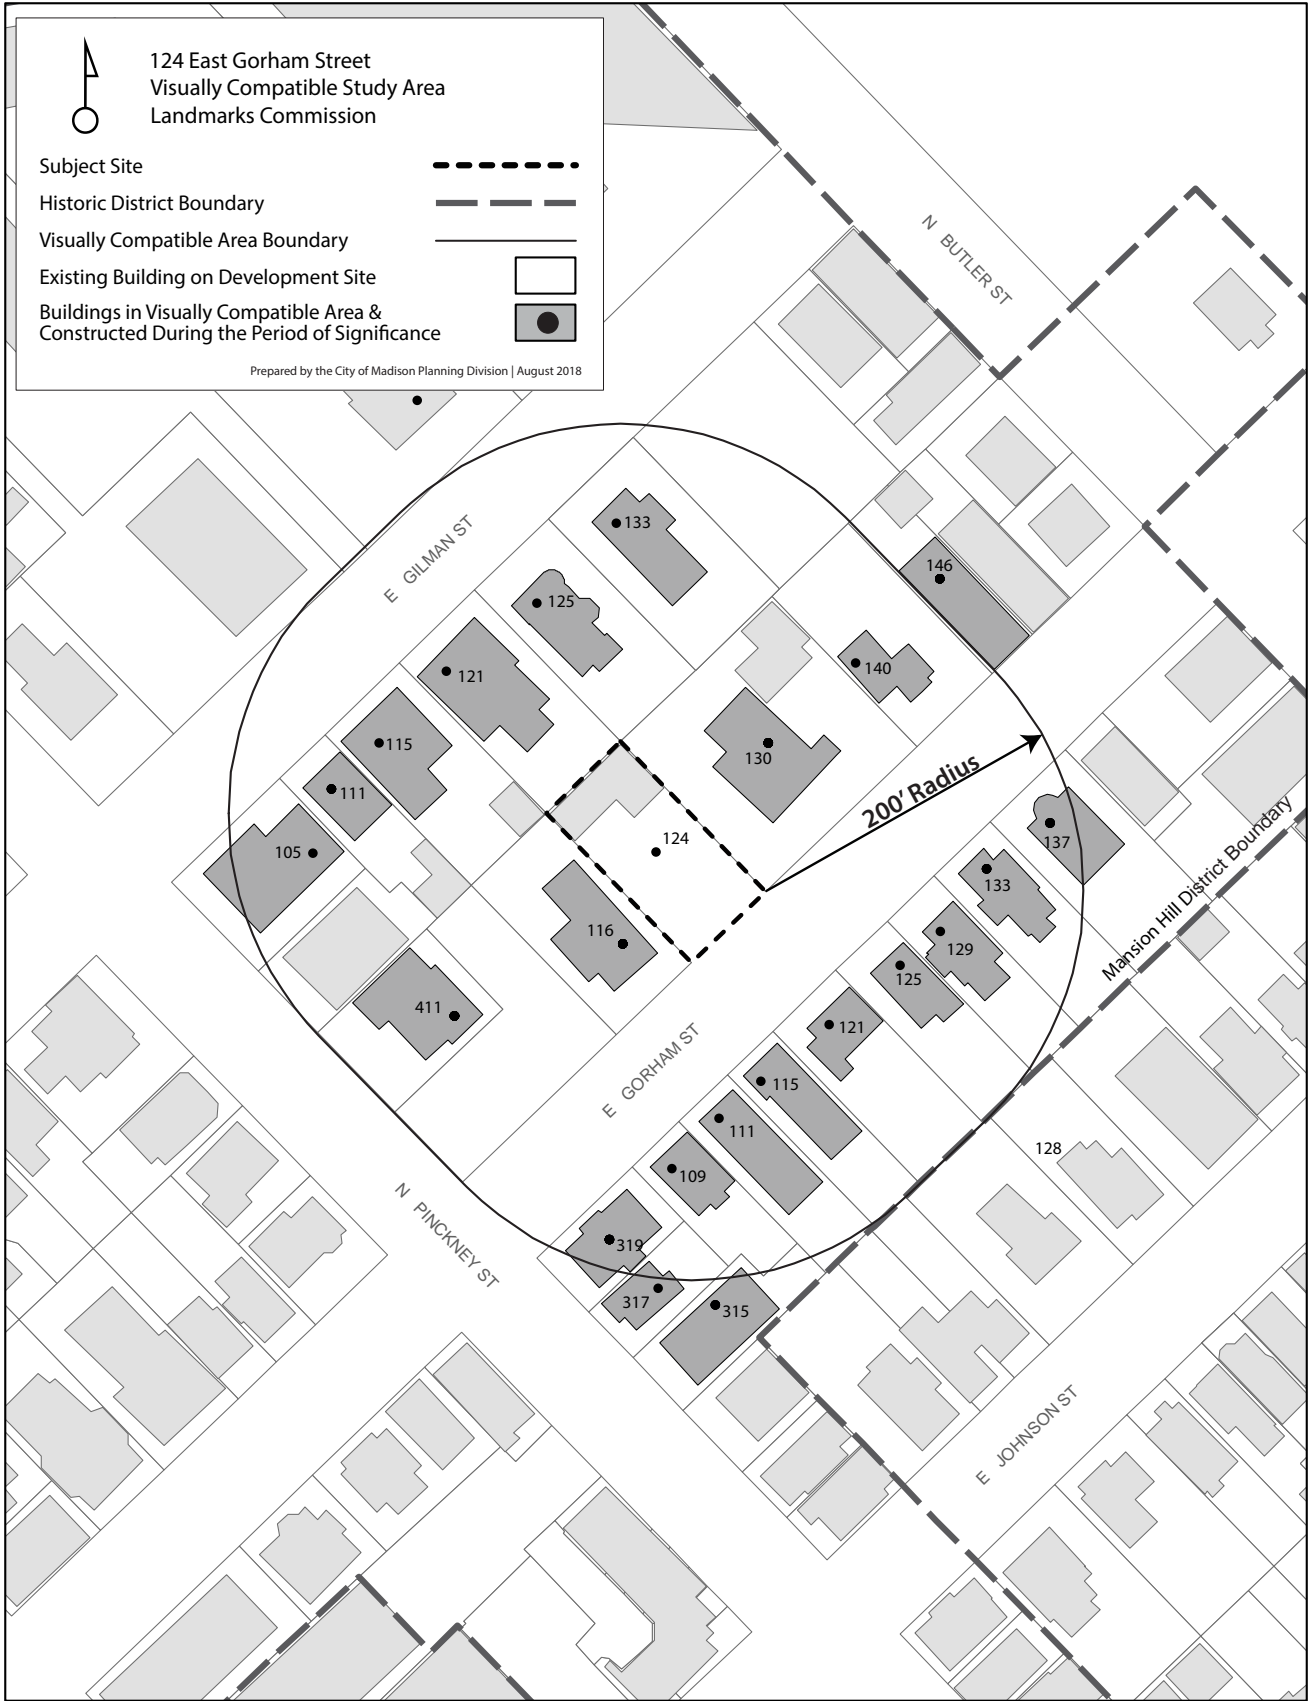 124 East Gorham Street
Visually Compatible Study Area
Landmarks Commission
Subject Site
Historic District Boundary
Visually Compatible Area Boundary
Existing Building on Development Site
Buildings in Visually Compatible Area &
Constructed During the Period of Significance
Prepared by the City of Madison Planning Division | August 2018
N BUTLER ST
E GILMAN ST
133
146
125
140
121
115
130
111
200' Radius
105
124
137
133
116
129
125
411
Mansion Hill District Boundary
121
E GORHAM ST
115
111
128
109
N PINCKNEY ST
319
317
315
E JOHNSON ST